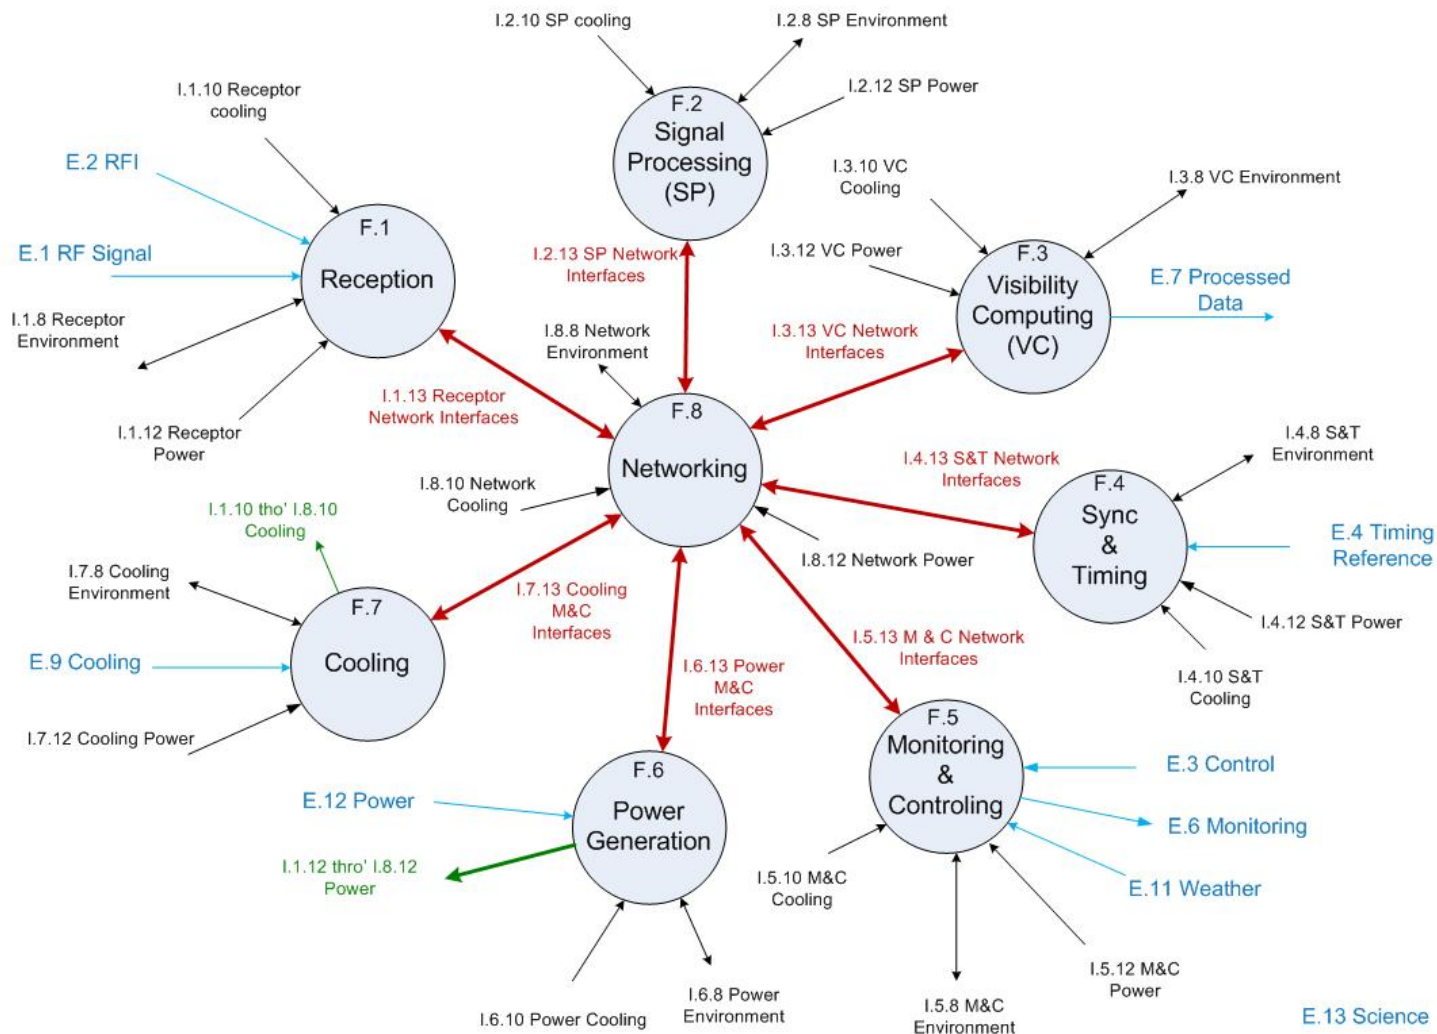 I.2.10 SP cooling
I.2.8 SP Environment
I.1.10 Receptor
cooling
F.2
Signal
Processing
(SP)
I.2.12 SP Power
E.2 RFI
I.3.10 VC
Cooling
I.3.8 VC Environment
F.1
Reception
E.1 RF Signal
I.2.13 SP Network
Interfaces
I.3.12 VC Power
F.3
Visibility
Computing
(VC)
E.7 Processed
Data
I.1.8 Receptor
Environment
I.8.8 Network
Environment
I.3.13 VC Network
Interfaces
I.1.13 Receptor
Network Interfaces
F.8
Networking
I.1.12 Receptor
Power
I.4.13 S&T Network
Interfaces
I.4.8 S&T
Environment
I.8.10 Network
Cooling
F.4
Sync
&
Timing
I.1.10 tho' I.8.10
Cooling
E.4 Timing
Reference
I.8.12 Network Power
I.7.8 Cooling
Environment
F.7
Cooling
I.7.13 Cooling
M&C
Interfaces
I.4.12 S&T Power
E.9 Cooling
I.5.13 M & C Network
Interfaces
I.6.13 Power
M&C
Interfaces
I.4.10 S&T
Cooling
I.7.12 Cooling Power
F.5
Monitoring
&
Controling
E.3 Control
F.6
Power
Generation
E.12 Power
E.6 Monitoring
I.1.12 thro' I.8.12
Power
I.5.10 M&C
Cooling
E.11 Weather
I.5.12 M&C
Power
I.6.8 Power
Environment
I.6.10 Power Cooling
I.5.8 M&C
Environment
E.13 Science